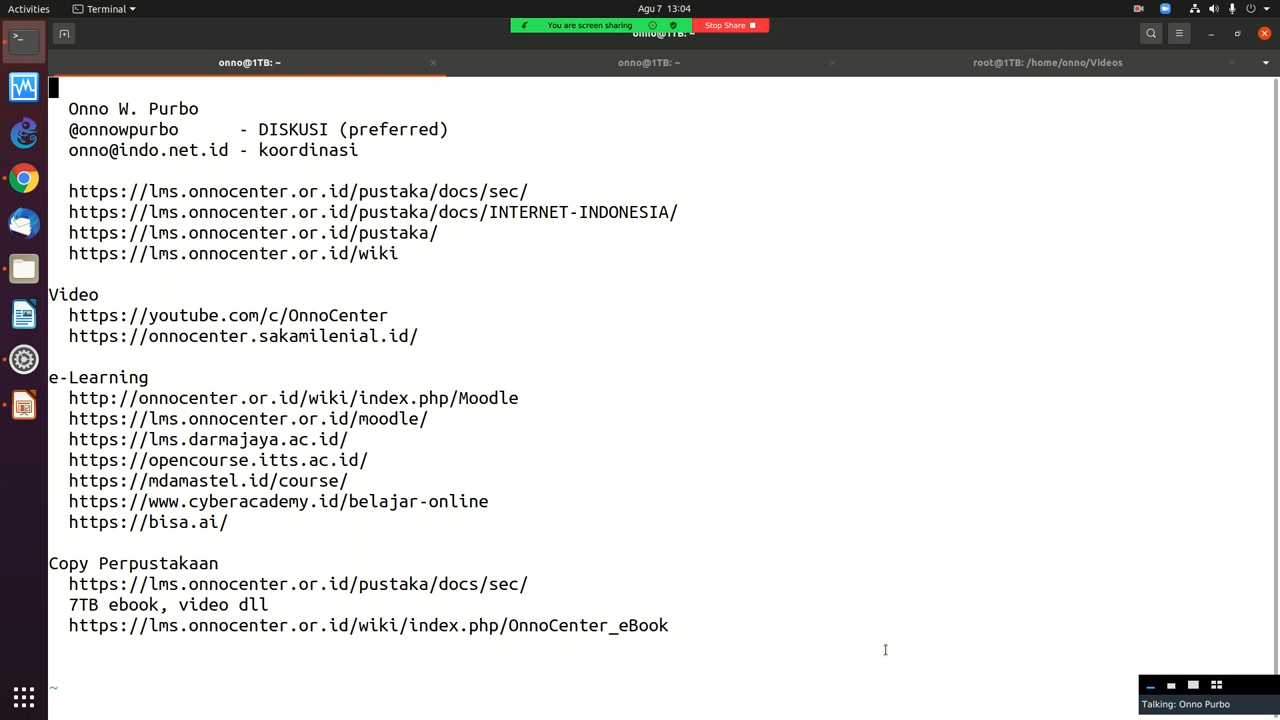 Activities
Terminal
Agu 7 13:04
You are screen sharing
Stop Share
onno@1TB: ~
onno@1TB: ~
onno@1TB: ~
root@1TB: /home/onno/Videos
Onno W. Purbo
@onnowpurbo - DISKUSI (preferred)
onno@indo.net.id - koordinasi
https://lms.onnocenter.or.id/pustaka/docs/sec/
https://lms.onnocenter.or.id/pustaka/docs/INTERNET-INDONESIA/
https://lms.onnocenter.or.id/pustaka/
https://lms.onnocenter.or.id/wiki
Video
https://youtube.com/c/OnnoCenter
https://onnocenter.sakamilenial.id/
e-Learning
http://onnocenter.or.id/wiki/index.php/Moodle
https://lms.onnocenter.or.id/moodle/
https://lms.darmajaya.ac.id/
https://opencourse.itts.ac.id/
https://mdamastel.id/course/
https://www.cyberacademy.id/belajar-online
https://bisa.ai/
Copy Perpustakaan
https://lms.onnocenter.or.id/pustaka/docs/sec/
7TB ebook, video dll
https://lms.onnocenter.or.id/wiki/index.php/OnnoCenter_eBook
~
Talking: Onno Purbo